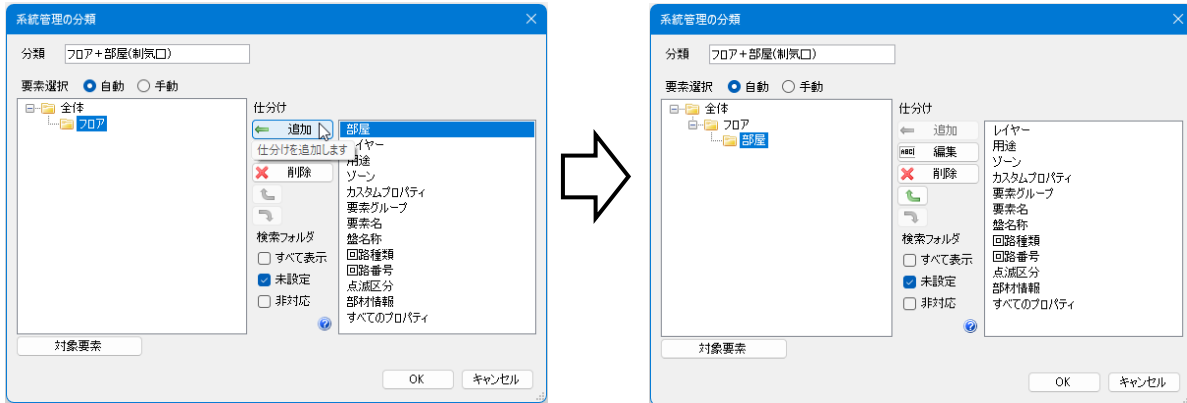 系統管理の分類
分類 フロア+部屋(制気口)
要素選択 自動 手動
全体
フロア
仕分け
追加
仕分けを追加します
削除
検索フォルダ
すべて表示
未設定
非対応
部屋
イヤー
用途
ゾーン
カスタムプロパティ
要素グループ
要素名
盤名称
回路種類
回路番号
点滅区分
部材情報
すべてのプロパティ
対象要素
OK キャンセル
系統管理の分類
分類 フロア+部屋(制気口)
要素選択 自動 手動
全体
フロア
部屋
仕分け
追加
ABC 編集
削除
検索フォルダ
すべて表示
未設定
非対応
レイヤー
用途
ゾーン
カスタムプロパティ
要素グループ
要素名
盤名称
回路種類
回路番号
点滅区分
部材情報
すべてのプロパティ
対象要素
OK キャンセル